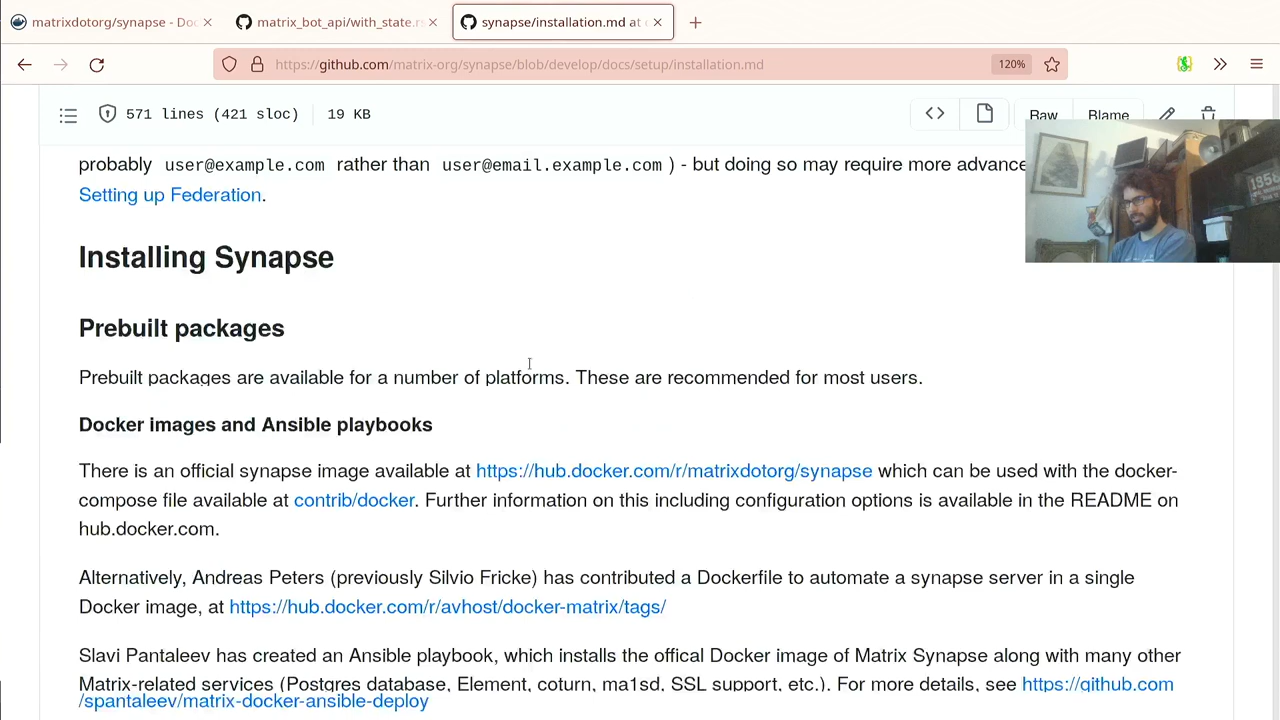 matrixdotorg/synapse - Doc
matrix_bot_api/with_state.rs
synapse/installation.md at d
https://github.com/matrix-org/synapse/blob/develop/docs/setup/installation.md
120%
571 lines (421 sloc)
19 KB
Raw
Blame
probably user@example.com rather than user@email.example.com ) - but doing so may require more advance
Setting up Federation.
Installing Synapse
Prebuilt packages
Prebuilt packages are available for a number of platforms. These are recommended for most users.
Docker images and Ansible playbooks
There is an official synapse image available at https://hub.docker.com/r/matrixdotorg/synapse which can be used with the docker-
compose file available at contrib/docker. Further information on this including configuration options is available in the README on
hub.docker.com.
Alternatively, Andreas Peters (previously Silvio Fricke) has contributed a Dockerfile to automate a synapse server in a single
Docker image, at https://hub.docker.com/r/avhost/docker-matrix/tags/
Slavi Pantaleev has created an Ansible playbook, which installs the offical Docker image of Matrix Synapse along with many other
Matrix-related services (Postgres database, Element, coturn, ma1sd, SSL support, etc.). For more details, see https://github.com
/spantaleev/matrix-docker-ansible-deploy